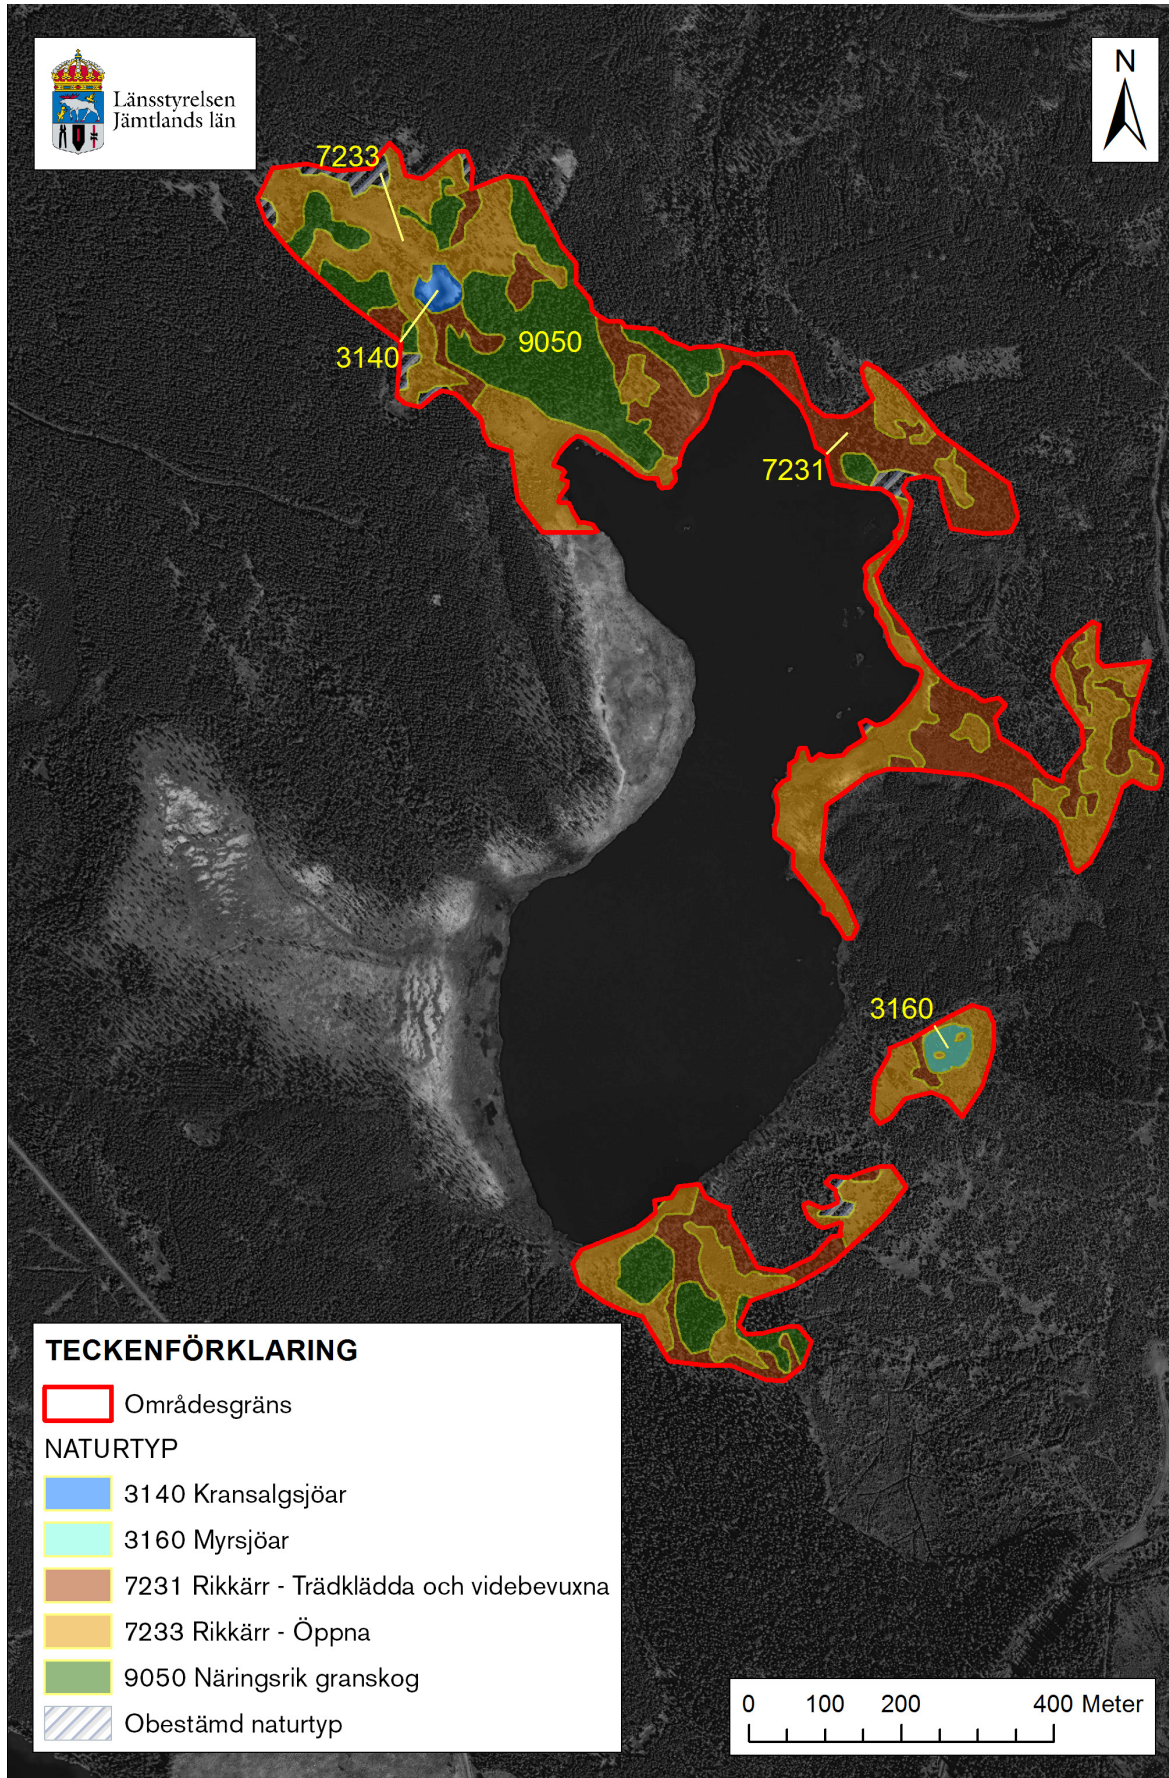 Länsstyrelsen
Jämtlands län
N
7233
3140
9050
7231
3160
TECKENFÖRKLARING
Områdesgräns
NATURTYP
3140 Kransalgsjöar
3160 Myrsjöar
7231 Rikkärr - Trädklädda och videbevuxna
7233 Rikkärr - Öppna
9050 Näringsrik granskog
Obestämd naturtyp
0 100 200 400 Meter